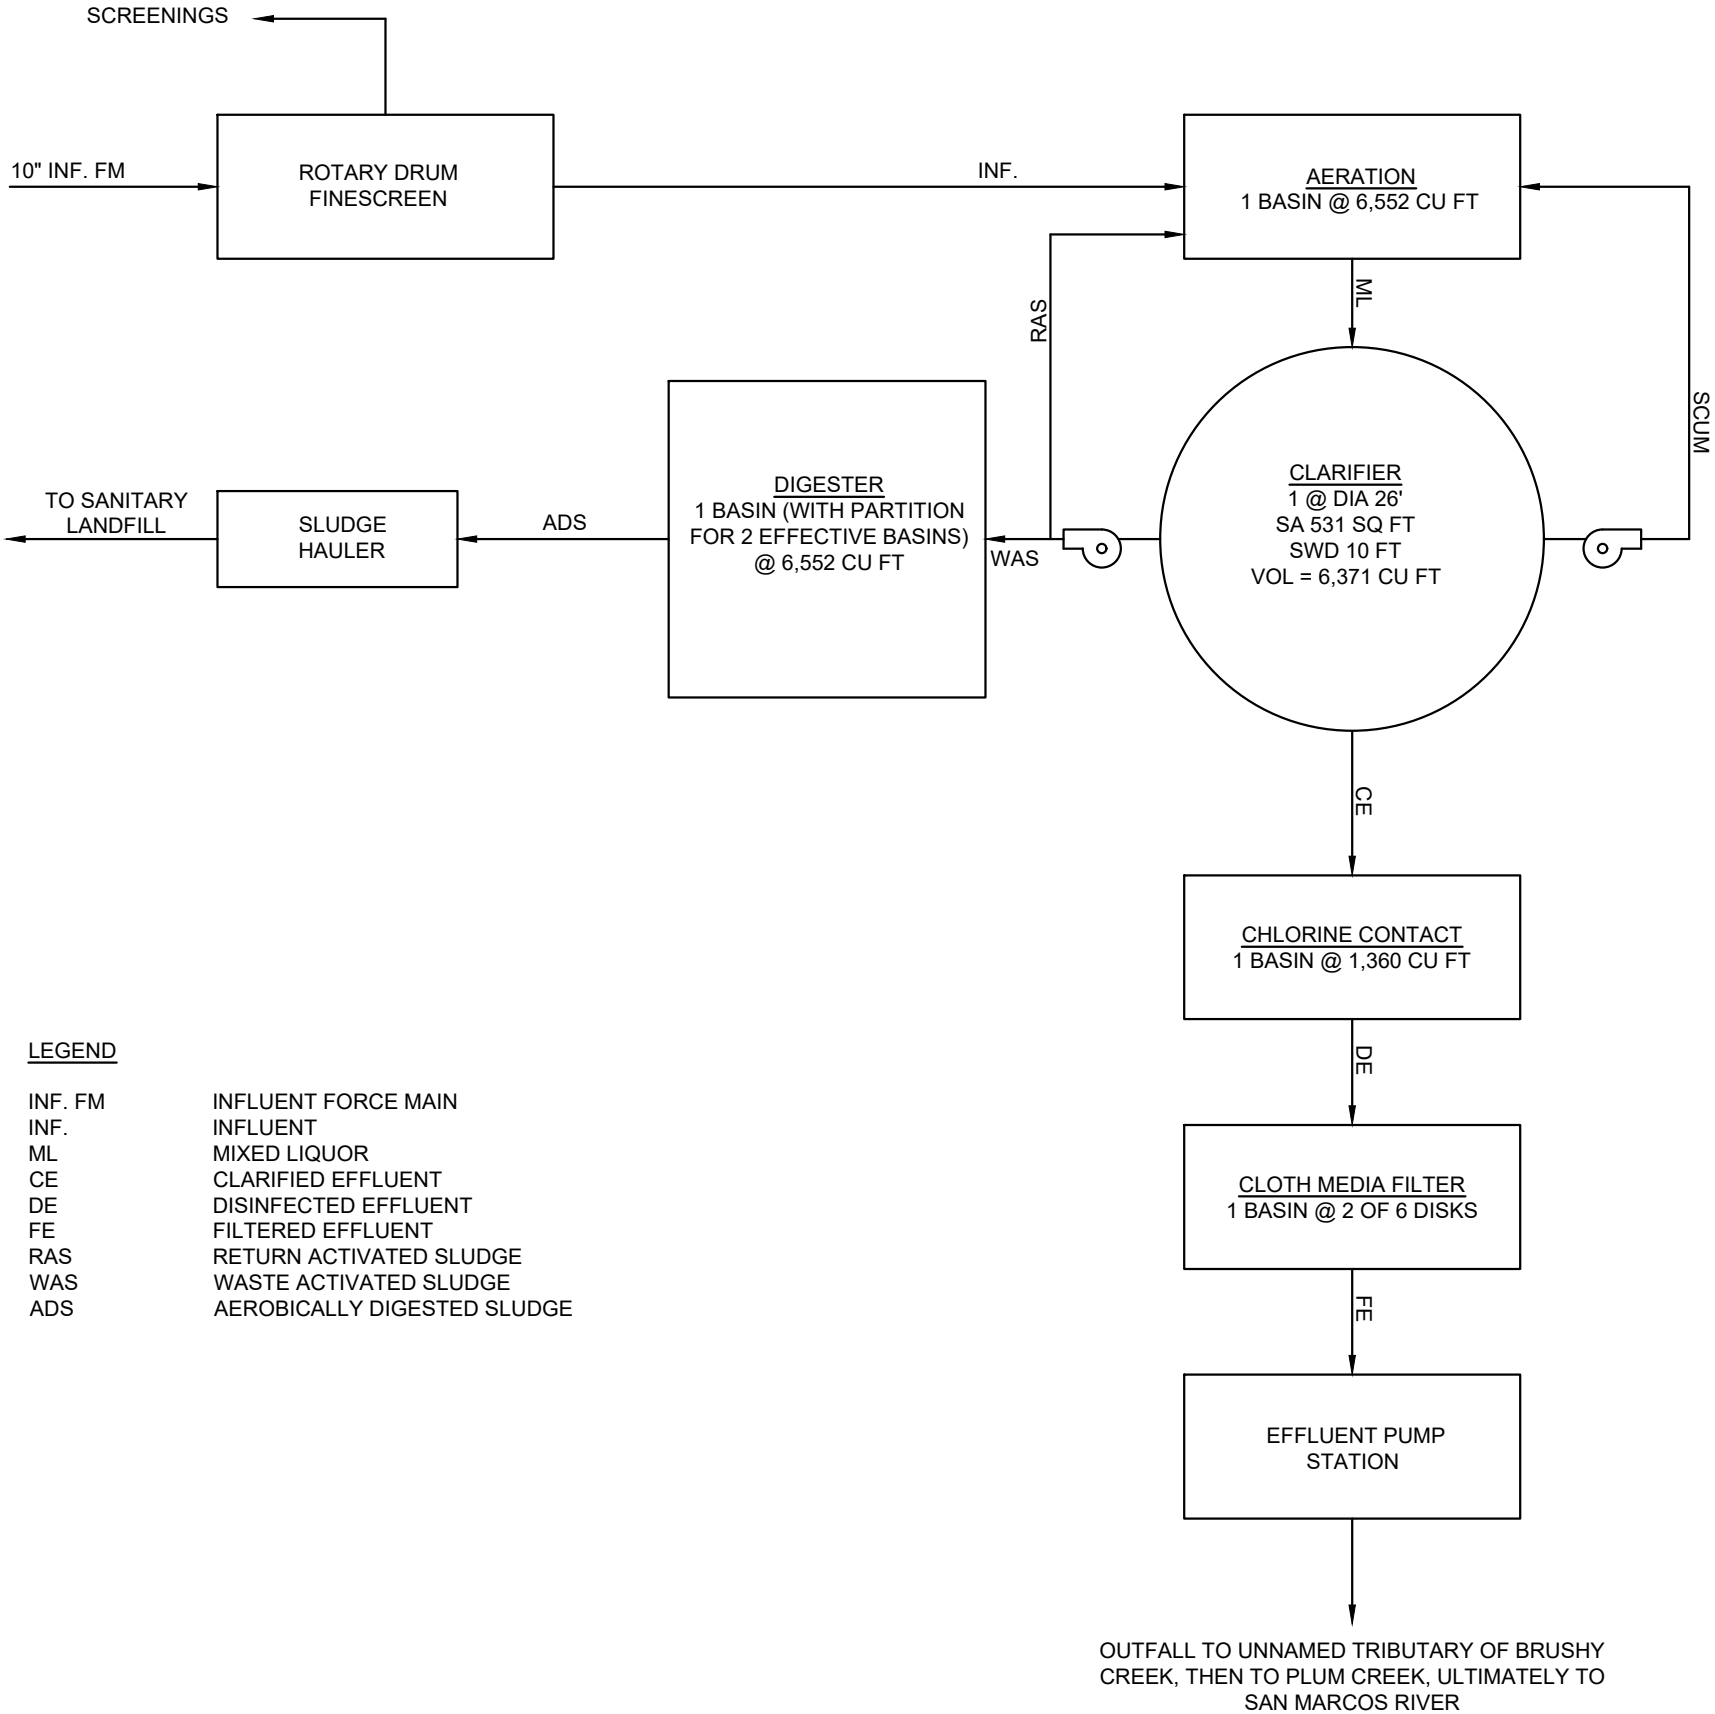 SCREENINGS
10" INF. FM
ROTARY DRUM
FINESCREEN
INF.
AERATION
1 BASIN @ 6,552 CU FT
RAS
ML
SCUM
CLARIFIER
1 @ DIA 26'
SA 531 SQ FT
SWD 10 FT
VOL = 6,371 CU FT
WAS
DIGESTER
1 BASIN (WITH PARTITION
FOR 2 EFFECTIVE BASINS)
@ 6,552 CU FT
ADS
SLUDGE
HAULER
TO SANITARY
LANDFILL
CE
CHLORINE CONTACT
1 BASIN @ 1,360 CU FT
DE
CLOTH MEDIA FILTER
1 BASIN @ 2 OF 6 DISKS
FE
EFFLUENT PUMP
STATION
OUTFALL TO UNNAMED TRIBUTARY OF BRUSHY
CREEK, THEN TO PLUM CREEK, ULTIMATELY TO
SAN MARCOS RIVER
LEGEND
INF. FM INFLUENT FORCE MAIN
INF. INFLUENT
ML MIXED LIQUOR
CE CLARIFIED EFFLUENT
DE DISINFECTED EFFLUENT
FE FILTERED EFFLUENT
RAS RETURN ACTIVATED SLUDGE
WAS WASTE ACTIVATED SLUDGE
ADS AEROBICALLY DIGESTED SLUDGE